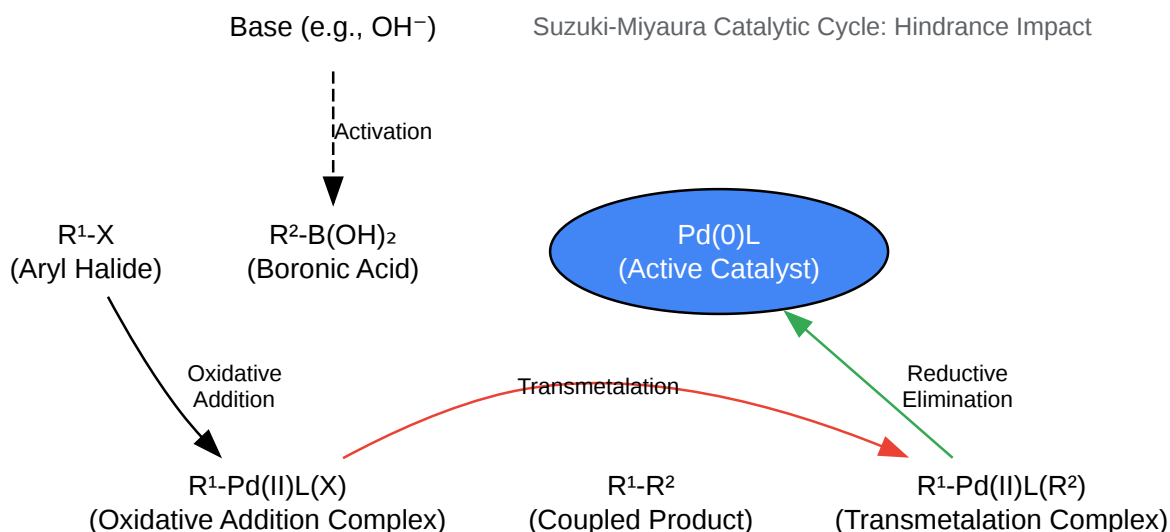 Base (e.g., OH⁻)
Suzuki-Miyaura Catalytic Cycle: Hindrance Impact
Activation
R¹-X
(Aryl Halide)
R²-B(OH)₂
(Boronic Acid)
Pd(0)L
(Active Catalyst)
Oxidative
Addition
Transmetalation
Reductive
Elimination
R¹-Pd(II)L(X)
(Oxidative Addition Complex)
R¹-R²
(Coupled Product)
R¹-Pd(II)L(R²)
(Transmetalation Complex)